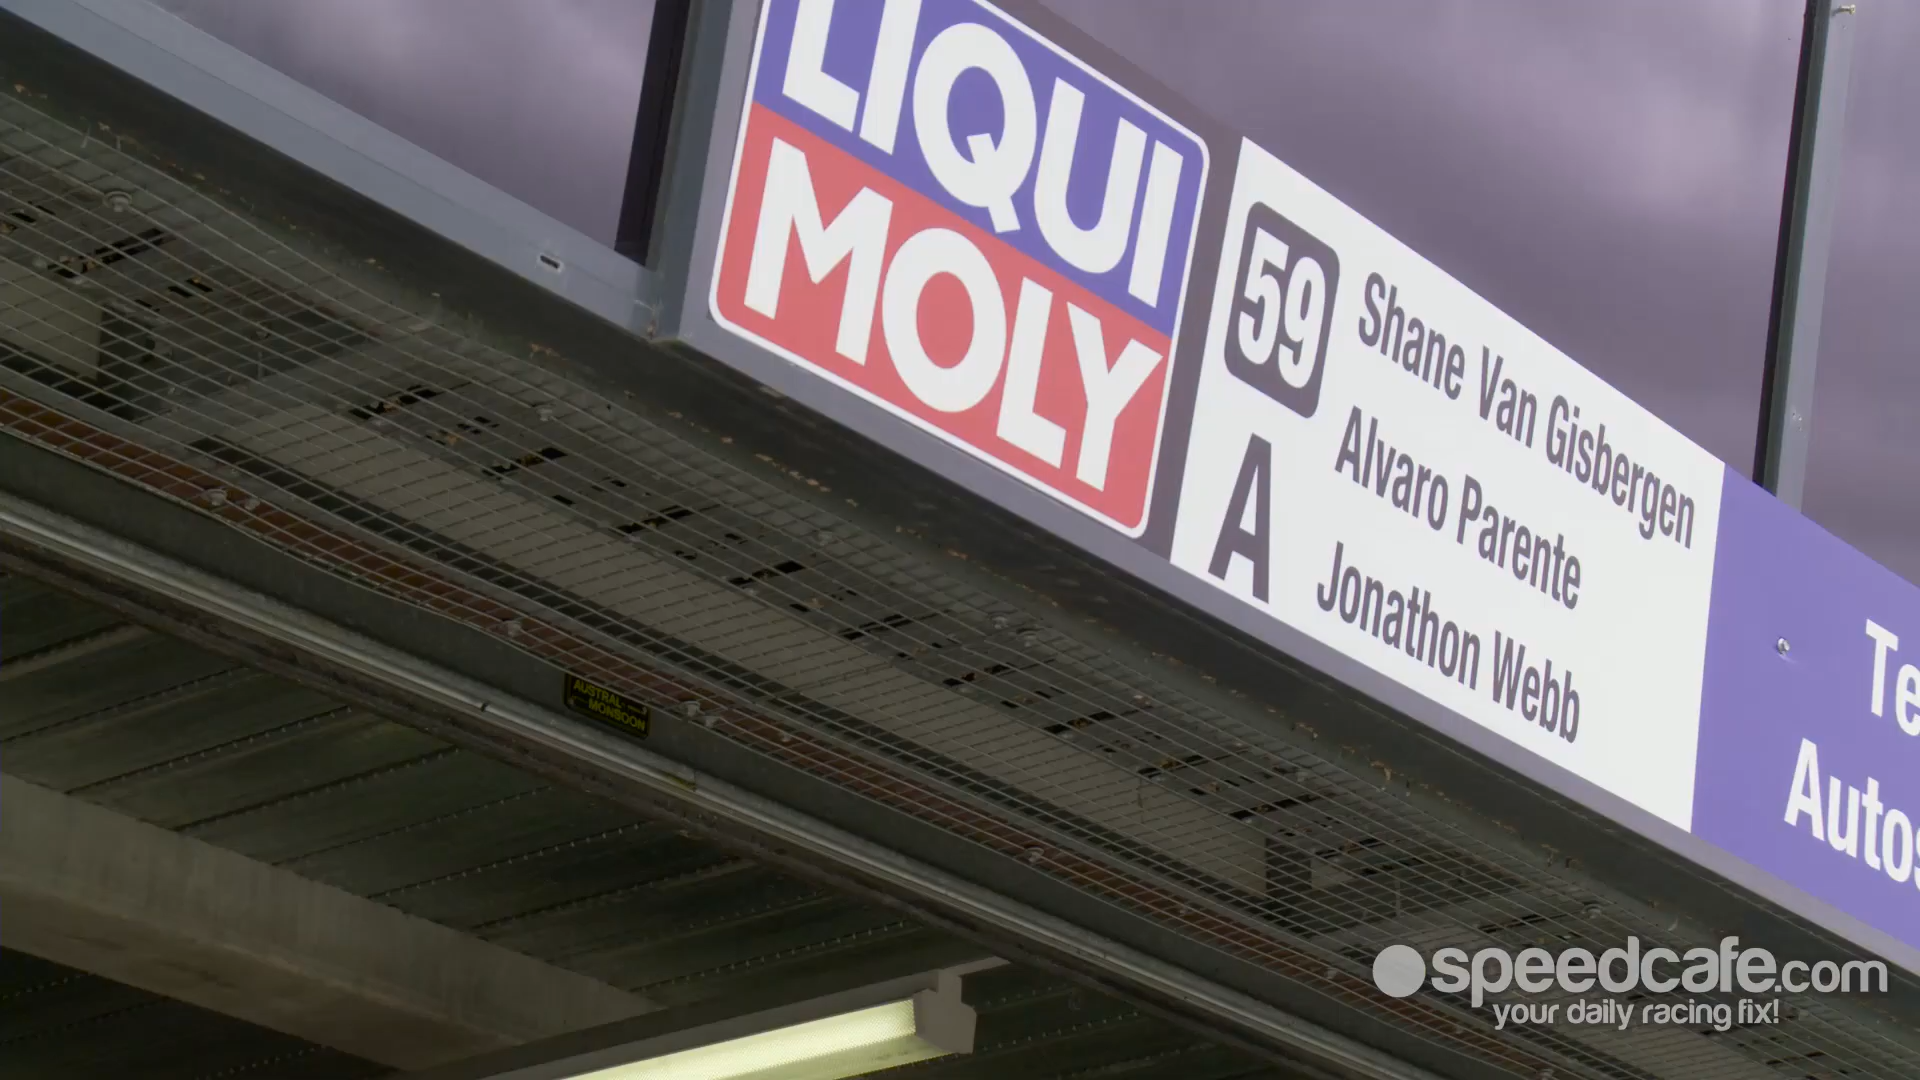 LIQUI
MOLY
59
A
Shane Van Gisbergen
Alvaro Parente
Jonathon Webb
Te
Autos
AUSTRAL
MONSOON
speedcafe.com
your daily racing fix!